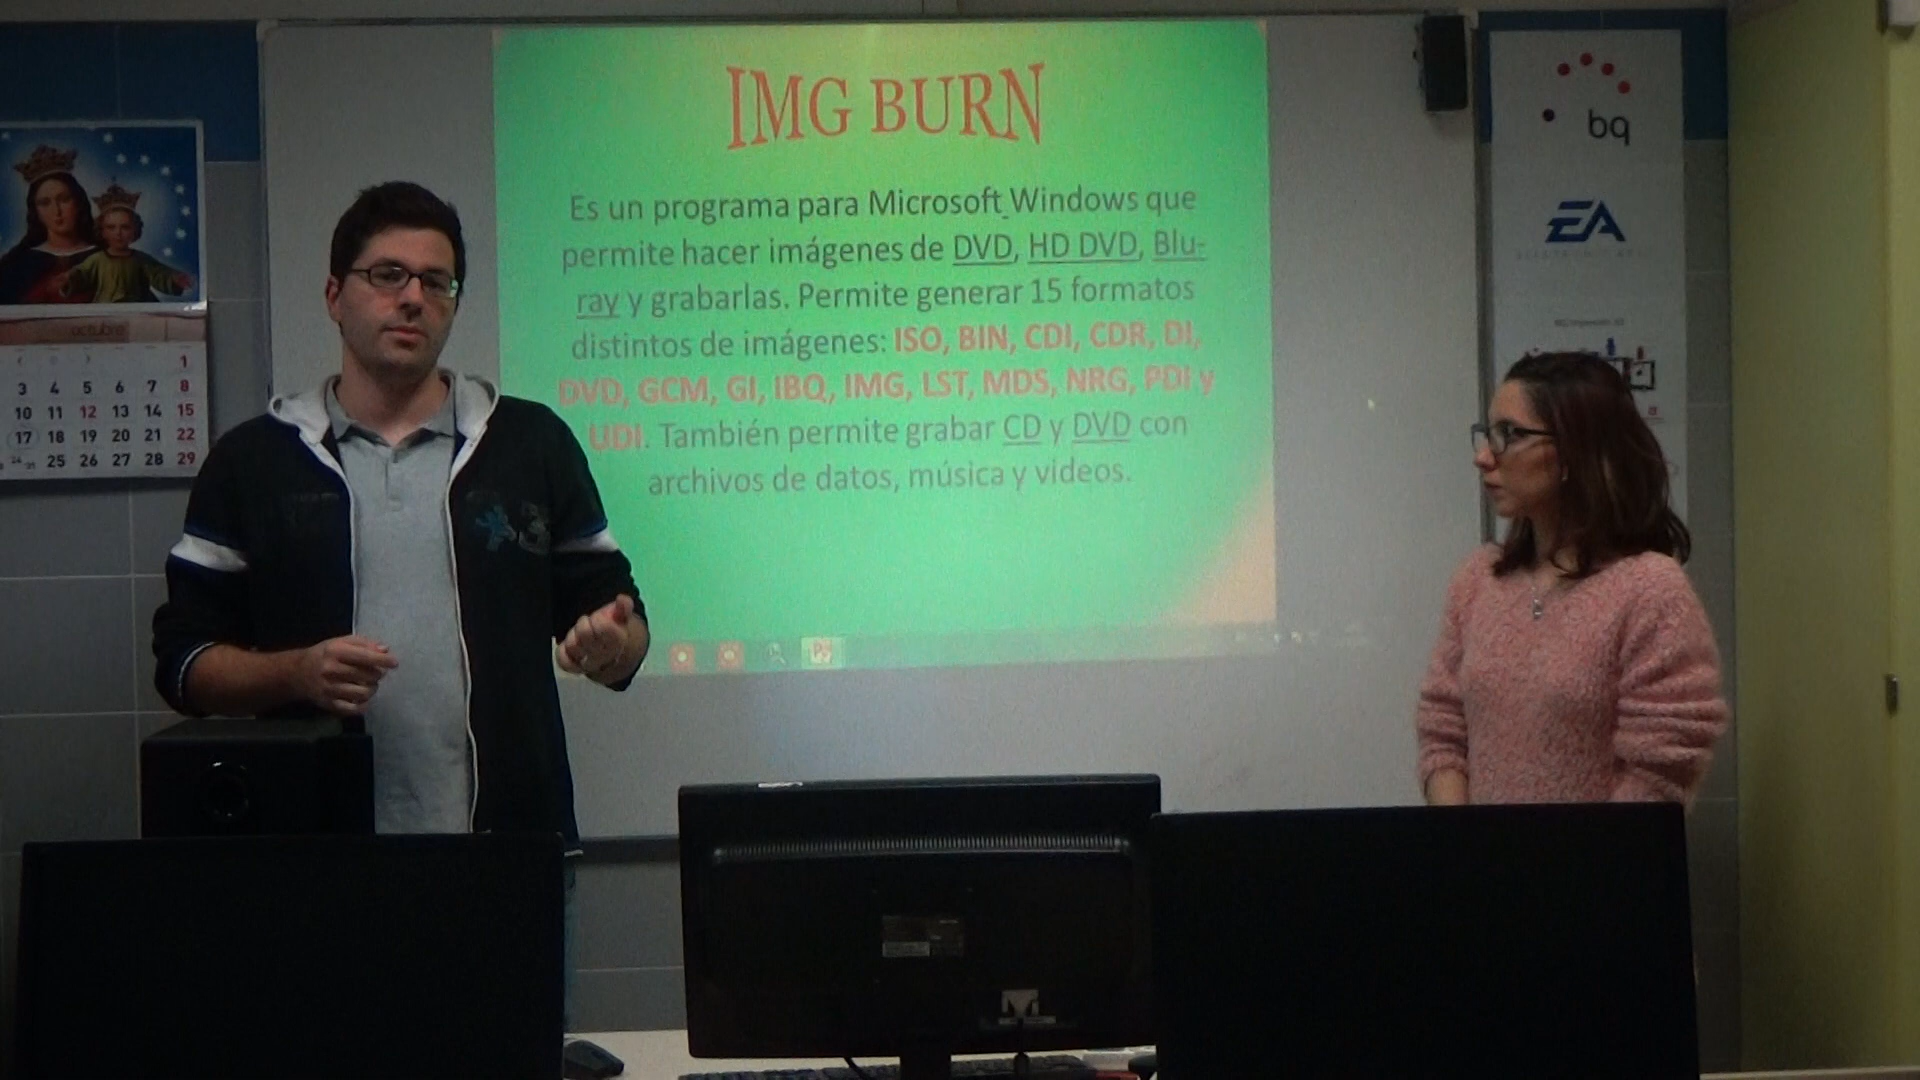 IMG BURN
Es un programa para Microsoft Windows que
permite hacer imágenes de DVD, HD DVD, Blu-
ray y grabarlas. Permite generar 15 formatos
distintos de imágenes: ISO, BIN, CDI, CDR, DI,
DVD, GCM, GI, IBQ, IMG, LST, MDS, NRG, PDI y
UDI. También permite grabar CD y DVD con
archivos de datos, música y videos.
octubre
1
3 4 5 6 7 8
10 11 12 13 14 15
17 18 19 20 21 22
24 31 25 26 27 28 29
bq
EA